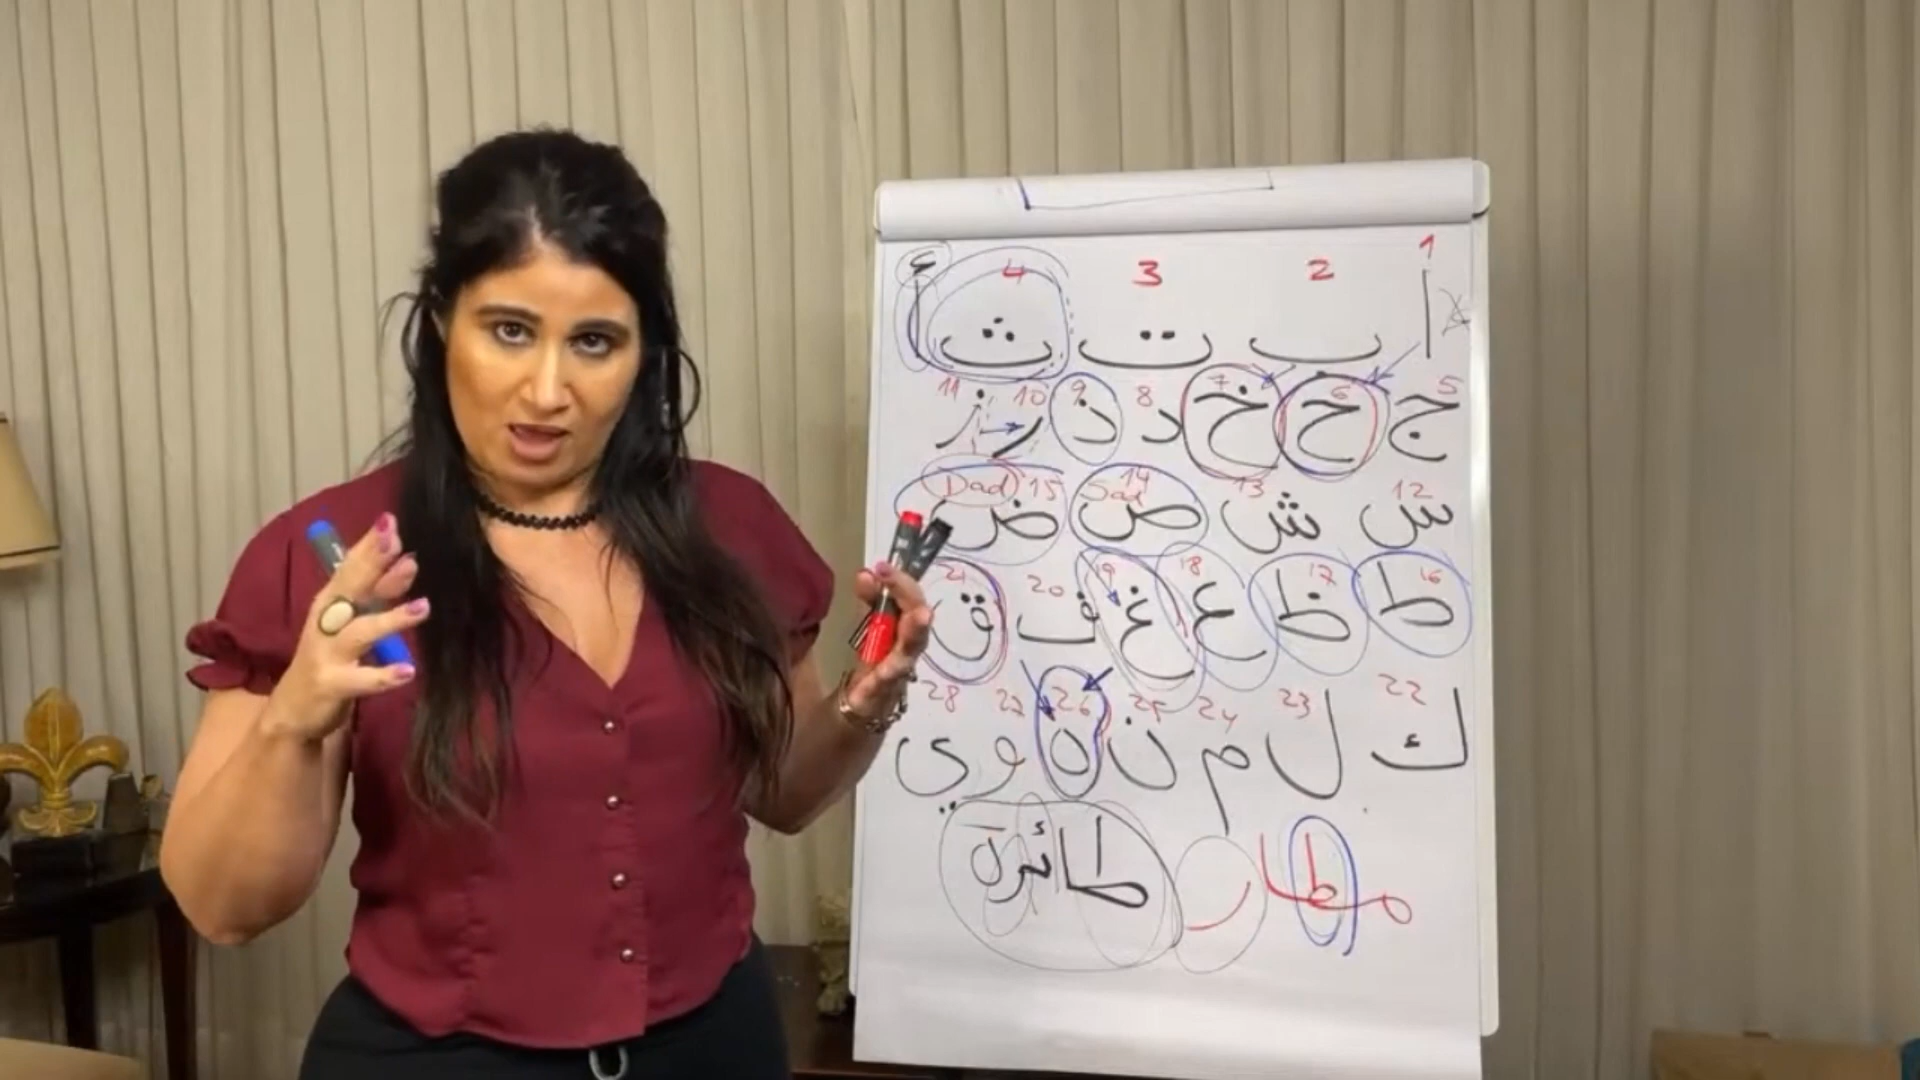 1 2 3 4 ء
ا ب ت ث أ
5 6 7 8 9 10 11
ج ح خ د ذ ر ز
12 13 14 Sad 15 Dad
س ش ص ض
16 17 18 19 20 21
ط ظ ع غ ف ق
22 23 24 25 26 27 28
ك ل م ن ه و ي
مطار طائرة